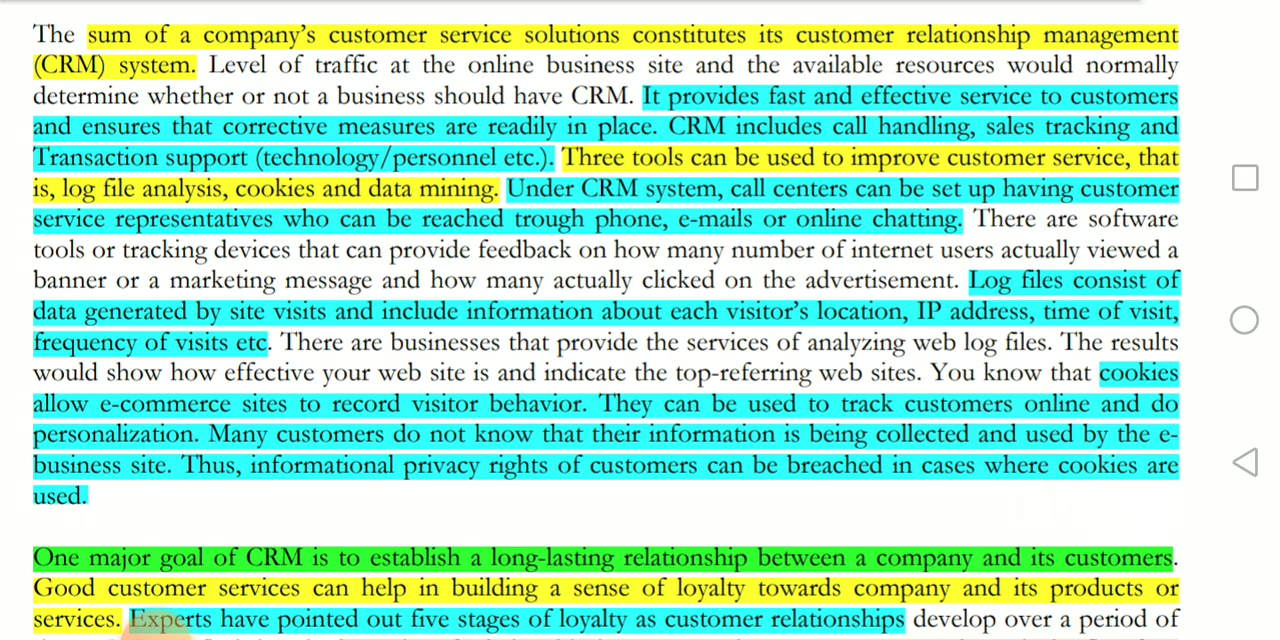 The sum of a company's customer service solutions constitutes its customer relationship management
(CRM) system. Level of traffic at the online business site and the available resources would normally
determine whether or not a business should have CRM. It provides fast and effective service to customers
and ensures that corrective measures are readily in place. CRM includes call handling, sales tracking and
Transaction support (technology/personnel etc.). Three tools can be used to improve customer service, that
is, log file analysis, cookies and data mining. Under CRM system, call centers can be set up having customer
service representatives who can be reached trough phone, e-mails or online chatting. There are software
tools or tracking devices that can provide feedback on how many number of internet users actually viewed a
banner or a marketing message and how many actually clicked on the advertisement. Log files consist of
data generated by site visits and include information about each visitor's location, IP address, time of visit,
frequency of visits etc. There are businesses that provide the services of analyzing web log files. The results
would show how effective your web site is and indicate the top-referring web sites. You know that cookies
allow e-commerce sites to record visitor behavior. They can be used to track customers online and do
personalization. Many customers do not know that their information is being collected and used by the e-
business site. Thus, informational privacy rights of customers can be breached in cases where cookies are
used.
One major goal of CRM is to establish a long-lasting relationship between a company and its customers.
Good customer services can help in building a sense of loyalty towards company and its products or
services. Experts have pointed out five stages of loyalty as customer relationships develop over a period of